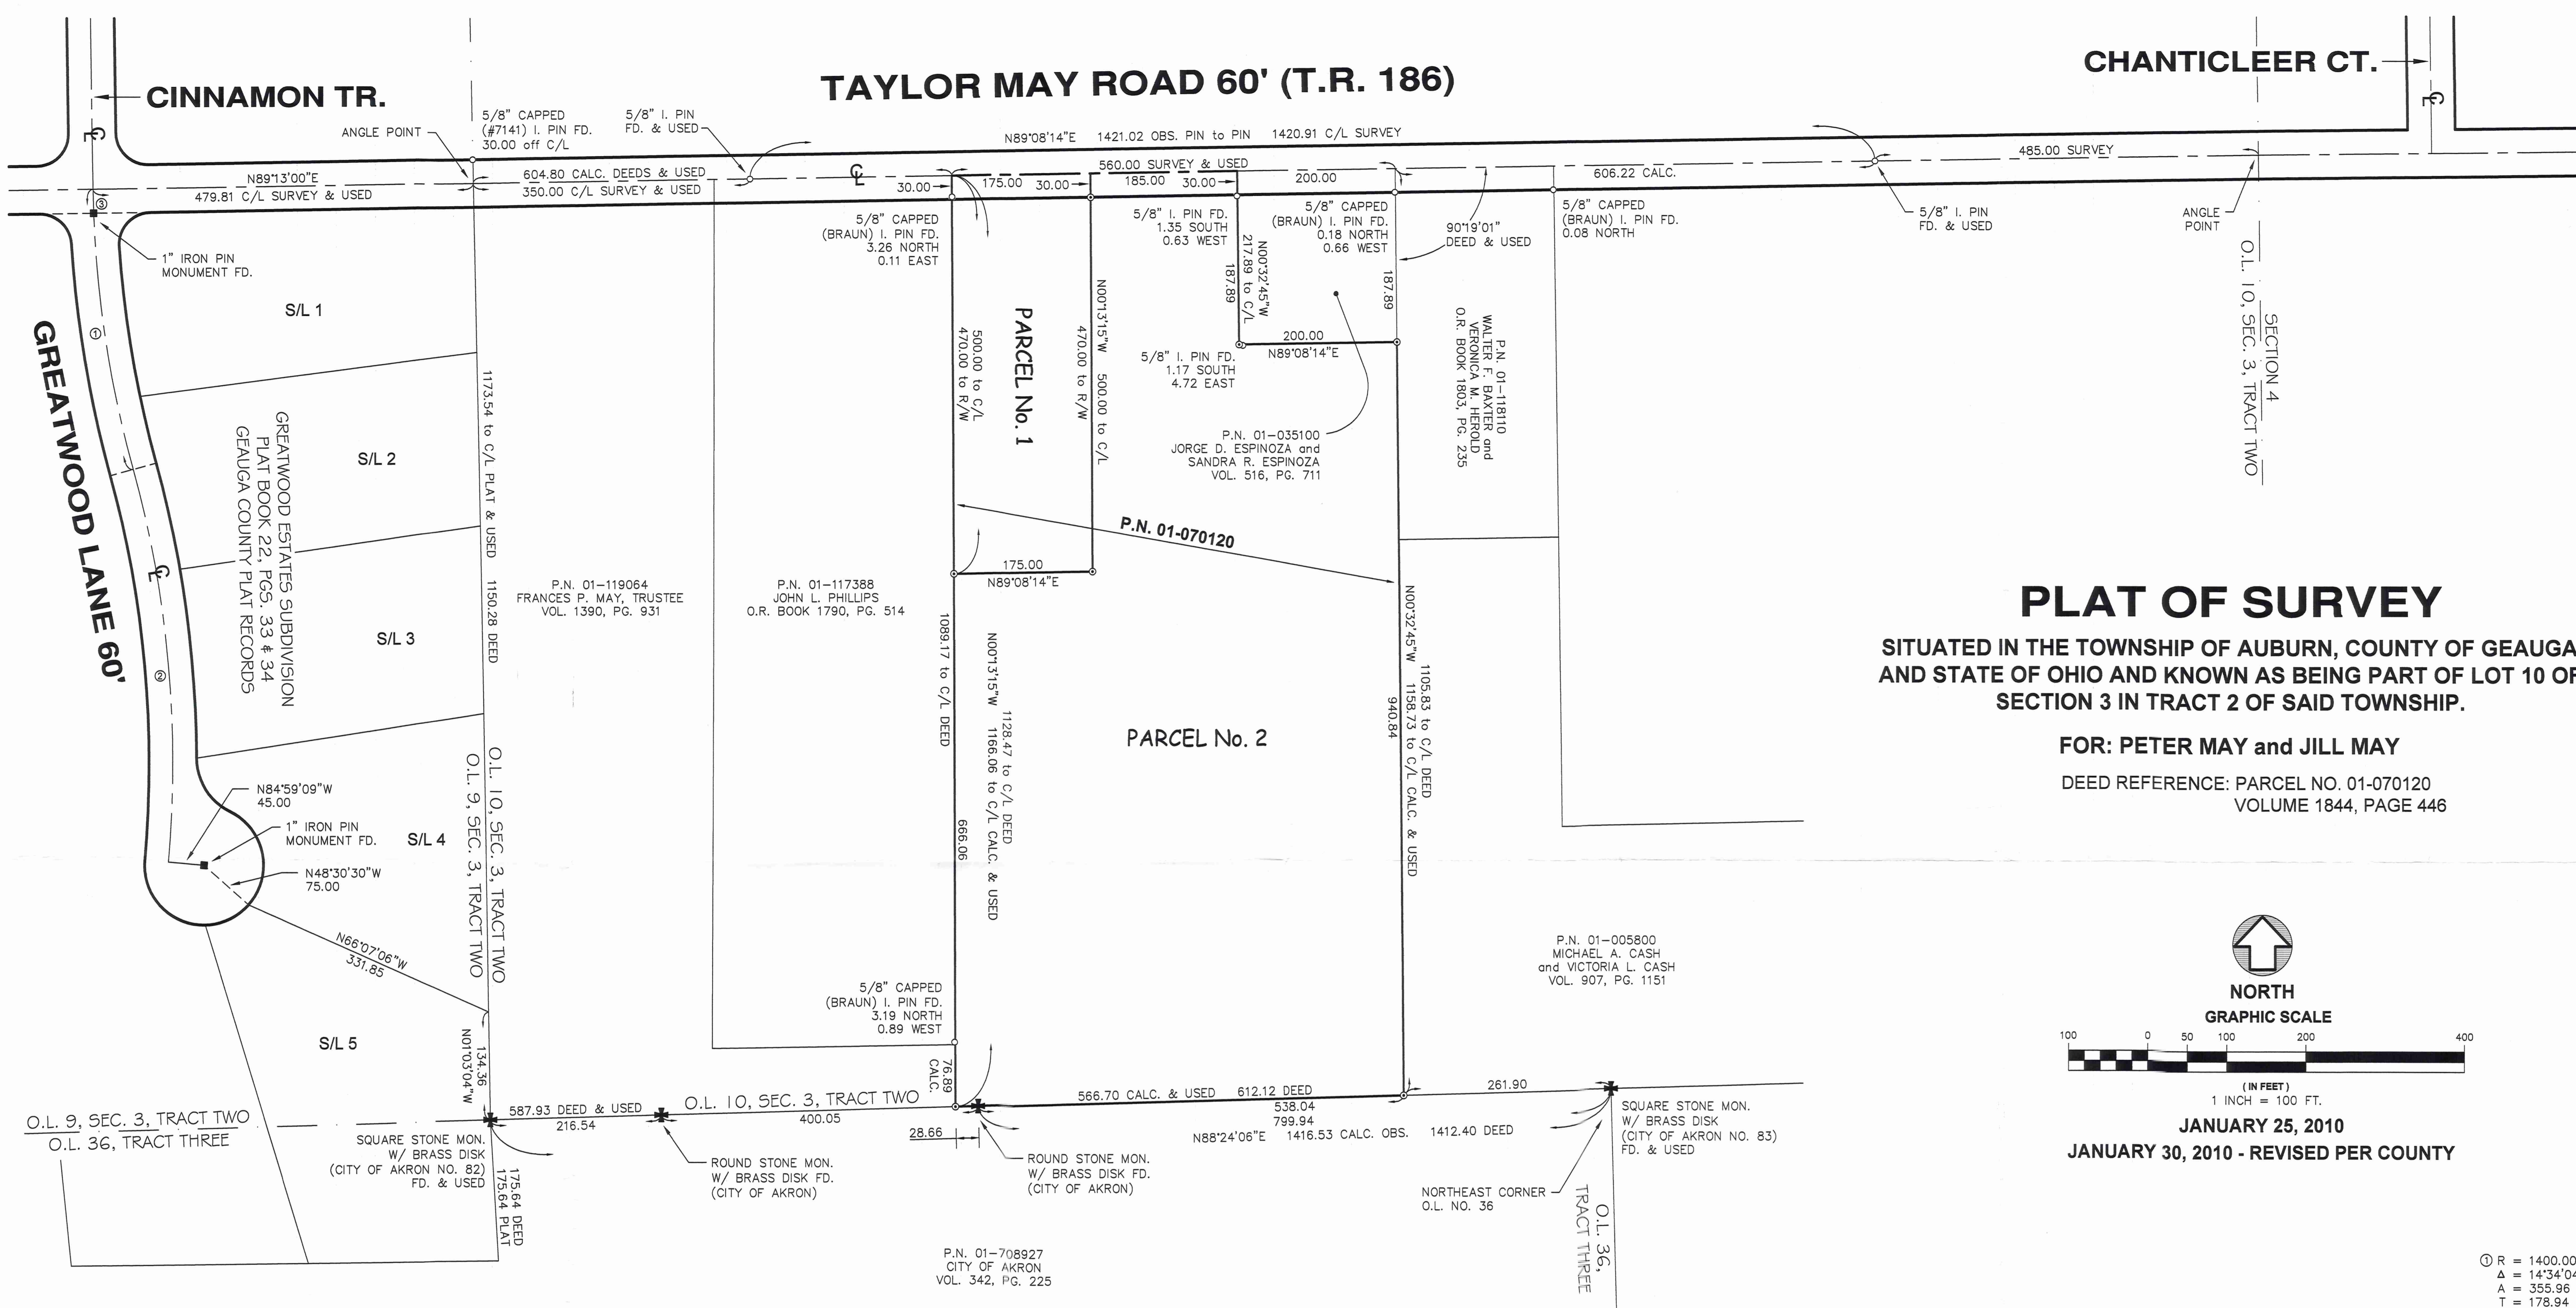 CINNAMON TR.
TAYLOR MAY ROAD 60' (T.R. 186)
CHANTICLEER CT.
ANGLE POINT
5/8" CAPPED
(#7141) I. PIN FD.
30.00 off C/L
5/8" I. PIN
FD. & USED
N89°08'14"E 1421.02 OBS. PIN to PIN 1420.91 C/L SURVEY
N89°13'00"E
479.81 C/L SURVEY & USED
604.80 CALC. DEEDS & USED
350.00 C/L SURVEY & USED
560.00 SURVEY & USED
30.00
175.00
30.00
185.00
30.00
200.00
606.22 CALC.
485.00 SURVEY
③
1" IRON PIN
MONUMENT FD.
5/8" CAPPED
(BRAUN) I. PIN FD.
3.26 NORTH
0.11 EAST
5/8" I. PIN FD.
1.35 SOUTH
0.63 WEST
5/8" CAPPED
(BRAUN) I. PIN FD.
0.18 NORTH
0.66 WEST
90°19'01"
DEED & USED
5/8" CAPPED
(BRAUN) I. PIN FD.
0.08 NORTH
5/8" I. PIN
FD. & USED
ANGLE
POINT
SECTION 4
O.L. 10, SEC. 3, TRACT TWO
GREATWOOD LANE 60'
①
②
S/L 1
S/L 2
S/L 3
S/L 4
S/L 5
GREATWOOD ESTATES SUBDIVISION
PLAT BOOK 22, PGS. 33 & 34
GEAUGA COUNTY PLAT RECORDS
1173.54 to C/L PLAT & USED 1150.28 DEED
P.N. 01-119064
FRANCES P. MAY, TRUSTEE
VOL. 1390, PG. 931
P.N. 01-117388
JOHN L. PHILLIPS
O.R. BOOK 1790, PG. 514
PARCEL No. 1
500.00 to C/L
470.00 to R/W
N00°13'15"W 500.00 to C/L
470.00 to R/W
187.89
N00°32'45"W
217.89 to C/L
187.89
200.00
N89°08'14"E
5/8" I. PIN FD.
1.17 SOUTH
4.72 EAST
P.N. 01-035100
JORGE D. ESPINOZA and
SANDRA R. ESPINOZA
VOL. 516, PG. 711
P.N. 01-118110
WALTER F. BAXTER and
VERONICA M. HEROLD
O.R. BOOK 1803, PG. 235
P.N. 01-070120
175.00
N89°08'14"E
1089.17 to C/L DEED
666.06
1128.47 to C/L DEED
N00°13'15"W 1166.06 to C/L CALC. & USED
PARCEL No. 2
1105.83 to C/L DEED
N00°32'45"W 1158.73 to C/L CALC. & USED
940.84
PLAT OF SURVEY
SITUATED IN THE TOWNSHIP OF AUBURN, COUNTY OF GEAUGA
AND STATE OF OHIO AND KNOWN AS BEING PART OF LOT 10 OF
SECTION 3 IN TRACT 2 OF SAID TOWNSHIP.
FOR: PETER MAY and JILL MAY
DEED REFERENCE: PARCEL NO. 01-070120
VOLUME 1844, PAGE 446
N84°59'09"W
45.00
1" IRON PIN
MONUMENT FD.
N48°30'30"W
75.00
N66°07'06"W
331.85
O.L. 10, SEC. 3, TRACT TWO
O.L. 9, SEC. 3, TRACT TWO
134.36
N01°03'04"W
5/8" CAPPED
(BRAUN) I. PIN FD.
3.19 NORTH
0.89 WEST
76.89
CALC.
P.N. 01-005800
MICHAEL A. CASH
and VICTORIA L. CASH
VOL. 907, PG. 1151
NORTH
GRAPHIC SCALE
100 0 50 100 200 400
( IN FEET )
1 INCH = 100 FT.
JANUARY 25, 2010
JANUARY 30, 2010 - REVISED PER COUNTY
O.L. 9, SEC. 3, TRACT TWO
O.L. 36, TRACT THREE
587.93 DEED & USED
216.54
O.L. 10, SEC. 3, TRACT TWO
400.05
28.66
566.70 CALC. & USED 612.12 DEED
538.04
799.94
N88°24'06"E 1416.53 CALC. OBS. 1412.40 DEED
261.90
SQUARE STONE MON.
W/ BRASS DISK
(CITY OF AKRON NO. 82)
FD. & USED
175.64 DEED
175.64 PLAT
ROUND STONE MON.
W/ BRASS DISK FD.
(CITY OF AKRON)
ROUND STONE MON.
W/ BRASS DISK FD.
(CITY OF AKRON)
SQUARE STONE MON.
W/ BRASS DISK
(CITY OF AKRON NO. 83)
FD. & USED
NORTHEAST CORNER
O.L. NO. 36
O.L. 36,
TRACT THREE
P.N. 01-708927
CITY OF AKRON
VOL. 342, PG. 225
① R = 1400.00
Δ = 14°34'04
A = 355.96
T = 178.94